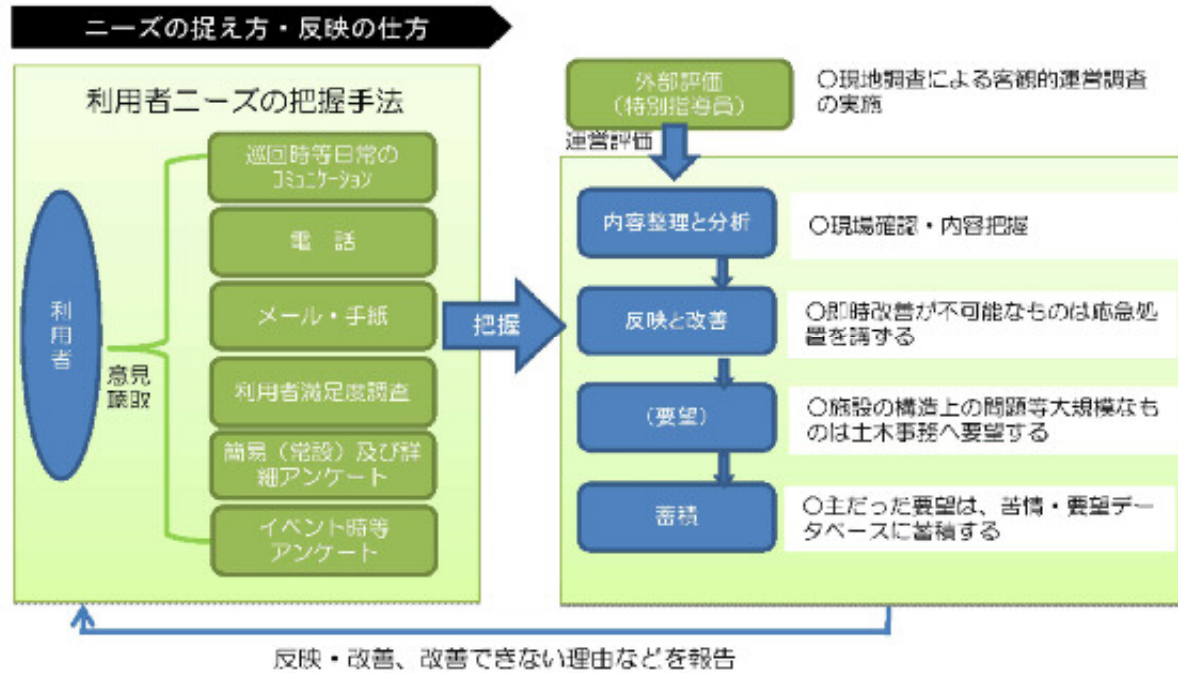 ニーズの捉え方・反映の仕方
利用者ニーズの把握手法
利用者
意見
聴取
巡回時等日常の
コミュニケーション
電 話
メール・手紙
利用者満足度調査
簡易（常設）及び詳
細アンケート
イベント時等
アンケート
把握
外部評価
（特別指導員）
○現地調査による客観的運営調査
の実施
運営評価
内容整理と分析
○現場確認・内容把握
反映と改善
○即時改善が不可能なものは応急処
置を講ずる
（要望）
○施設の構造上の問題等大規模なも
のは土木事務へ要望する
蓄積
○主だった要望は、苦情・要望デー
タベースに蓄積する
反映・改善、改善できない理由などを報告